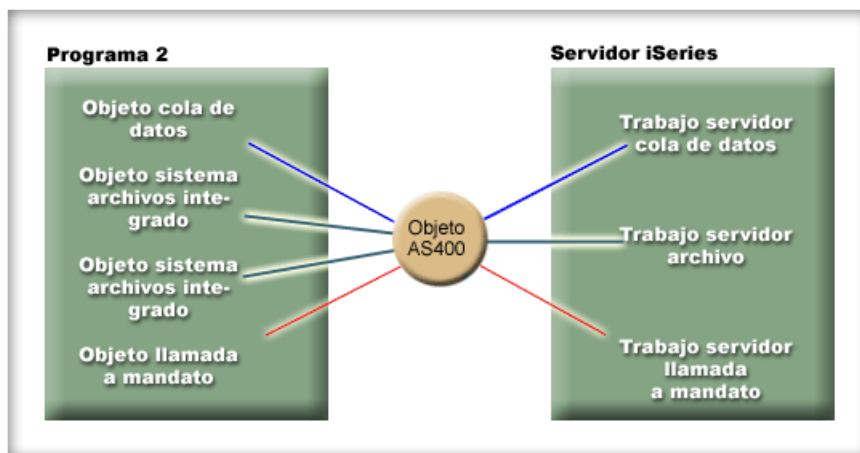 Programa 2
Objeto cola de
datos
Objeto sistema
archivos inte-
grado
Objeto sistema
archivos inte-
grado
Objeto llamada
a mandato
Objeto
AS400
Servidor iSeries
Trabajo servidor
cola de datos
Trabajo servidor
archivo
Trabajo servidor
llamada
a mandato